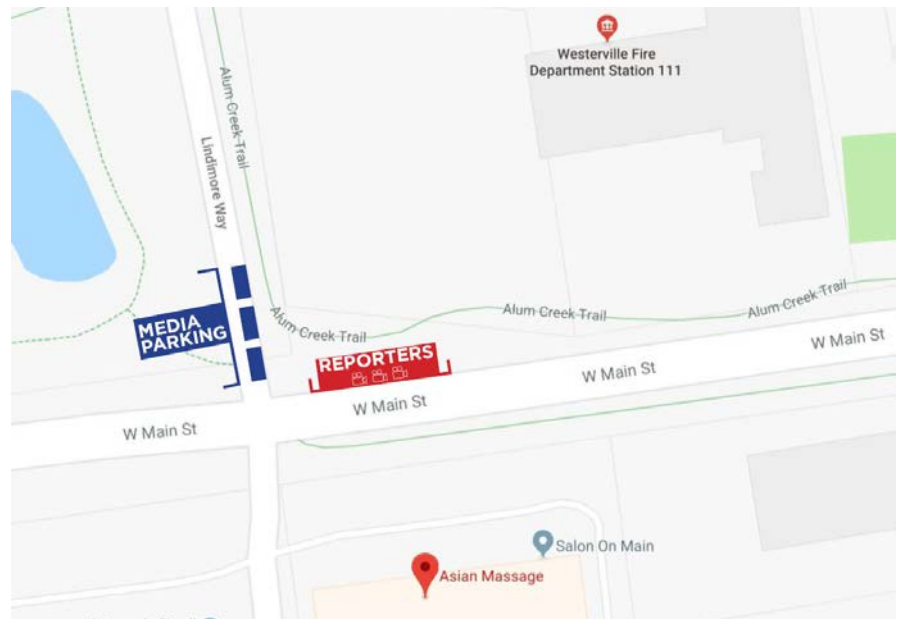 Westerville Fire
Department Station 111
Alum Creek Trail
Lindimore Way
MEDIA
PARKING
Alum Creek Trail
Alum Creek Trail
Alum Creek Trail
REPORTERS
W Main St
W Main St
W Main St
W Main St
Salon On Main
Asian Massage